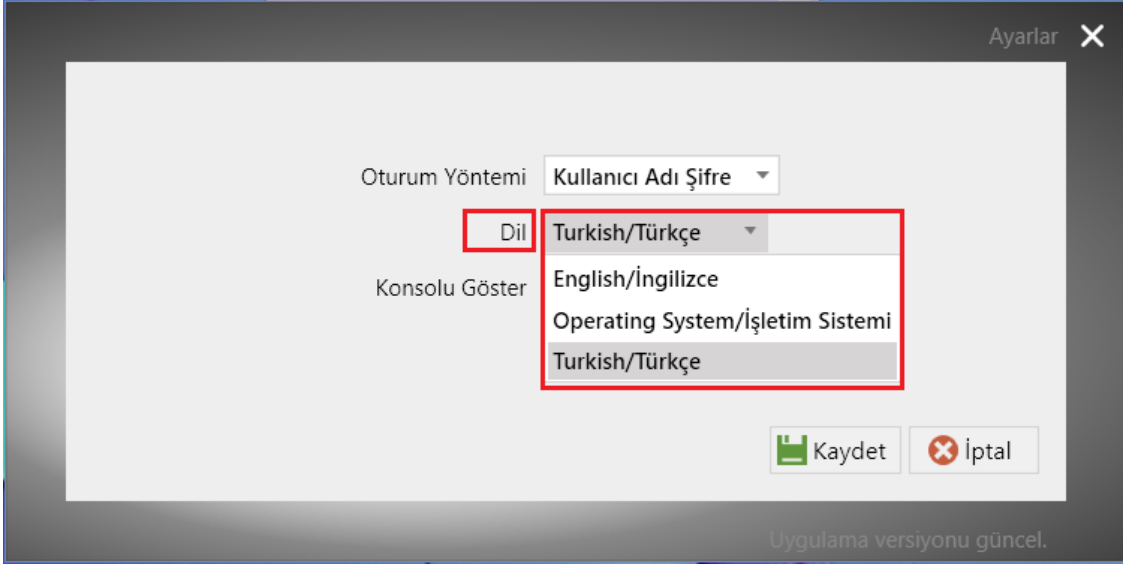 Ayarlar
Oturum Yöntemi Kullanıcı Adı Şifre
Dil Turkish/Türkçe
English/İngilizce
Konsolu Göster
Operating System/İşletim Sistemi
Turkish/Türkçe
Kaydet İptal
Uygulama versiyonu güncel.